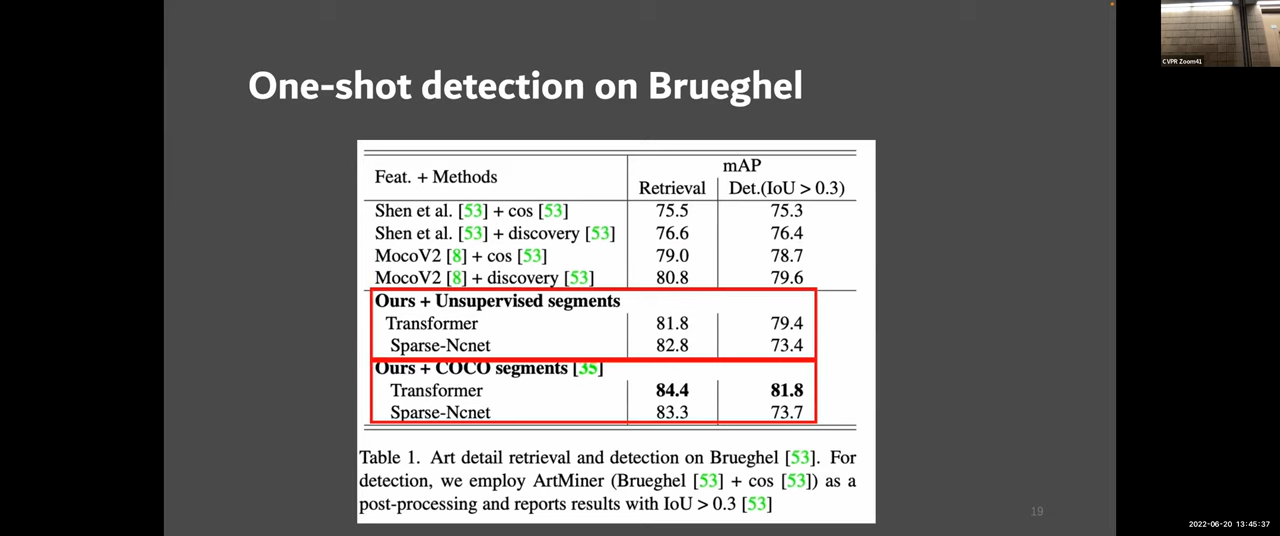 CVPR Zoom41
One-shot detection on Brueghel
Feat. + Methods
mAP
Retrieval Det.(IoU > 0.3)
Shen et al. [53] + cos [53] 75.5 75.3
Shen et al. [53] + discovery [53] 76.6 76.4
MocoV2 [8] + cos [53] 79.0 78.7
MocoV2 [8] + discovery [53] 80.8 79.6
Ours + Unsupervised segments
Transformer 81.8 79.4
Sparse-Ncnet 82.8 73.4
Ours + COCO segments [35]
Transformer 84.4 81.8
Sparse-Ncnet 83.3 73.7
Table 1. Art detail retrieval and detection on Brueghel [53]. For
detection, we employ ArtMiner (Brueghel [53] + cos [53]) as a
post-processing and reports results with IoU > 0.3 [53]
19
2022-06-20 13:45:37